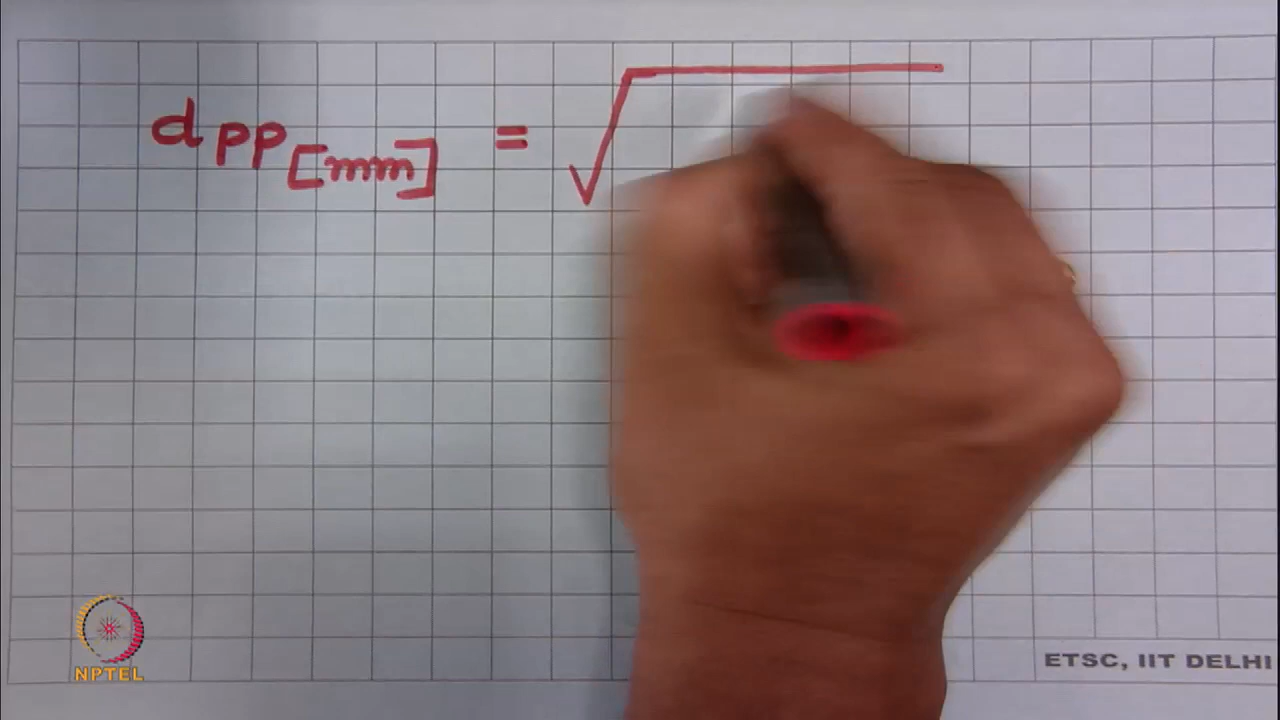 dpp[mm] = √
NPTEL
ETSC, IIT DELHI